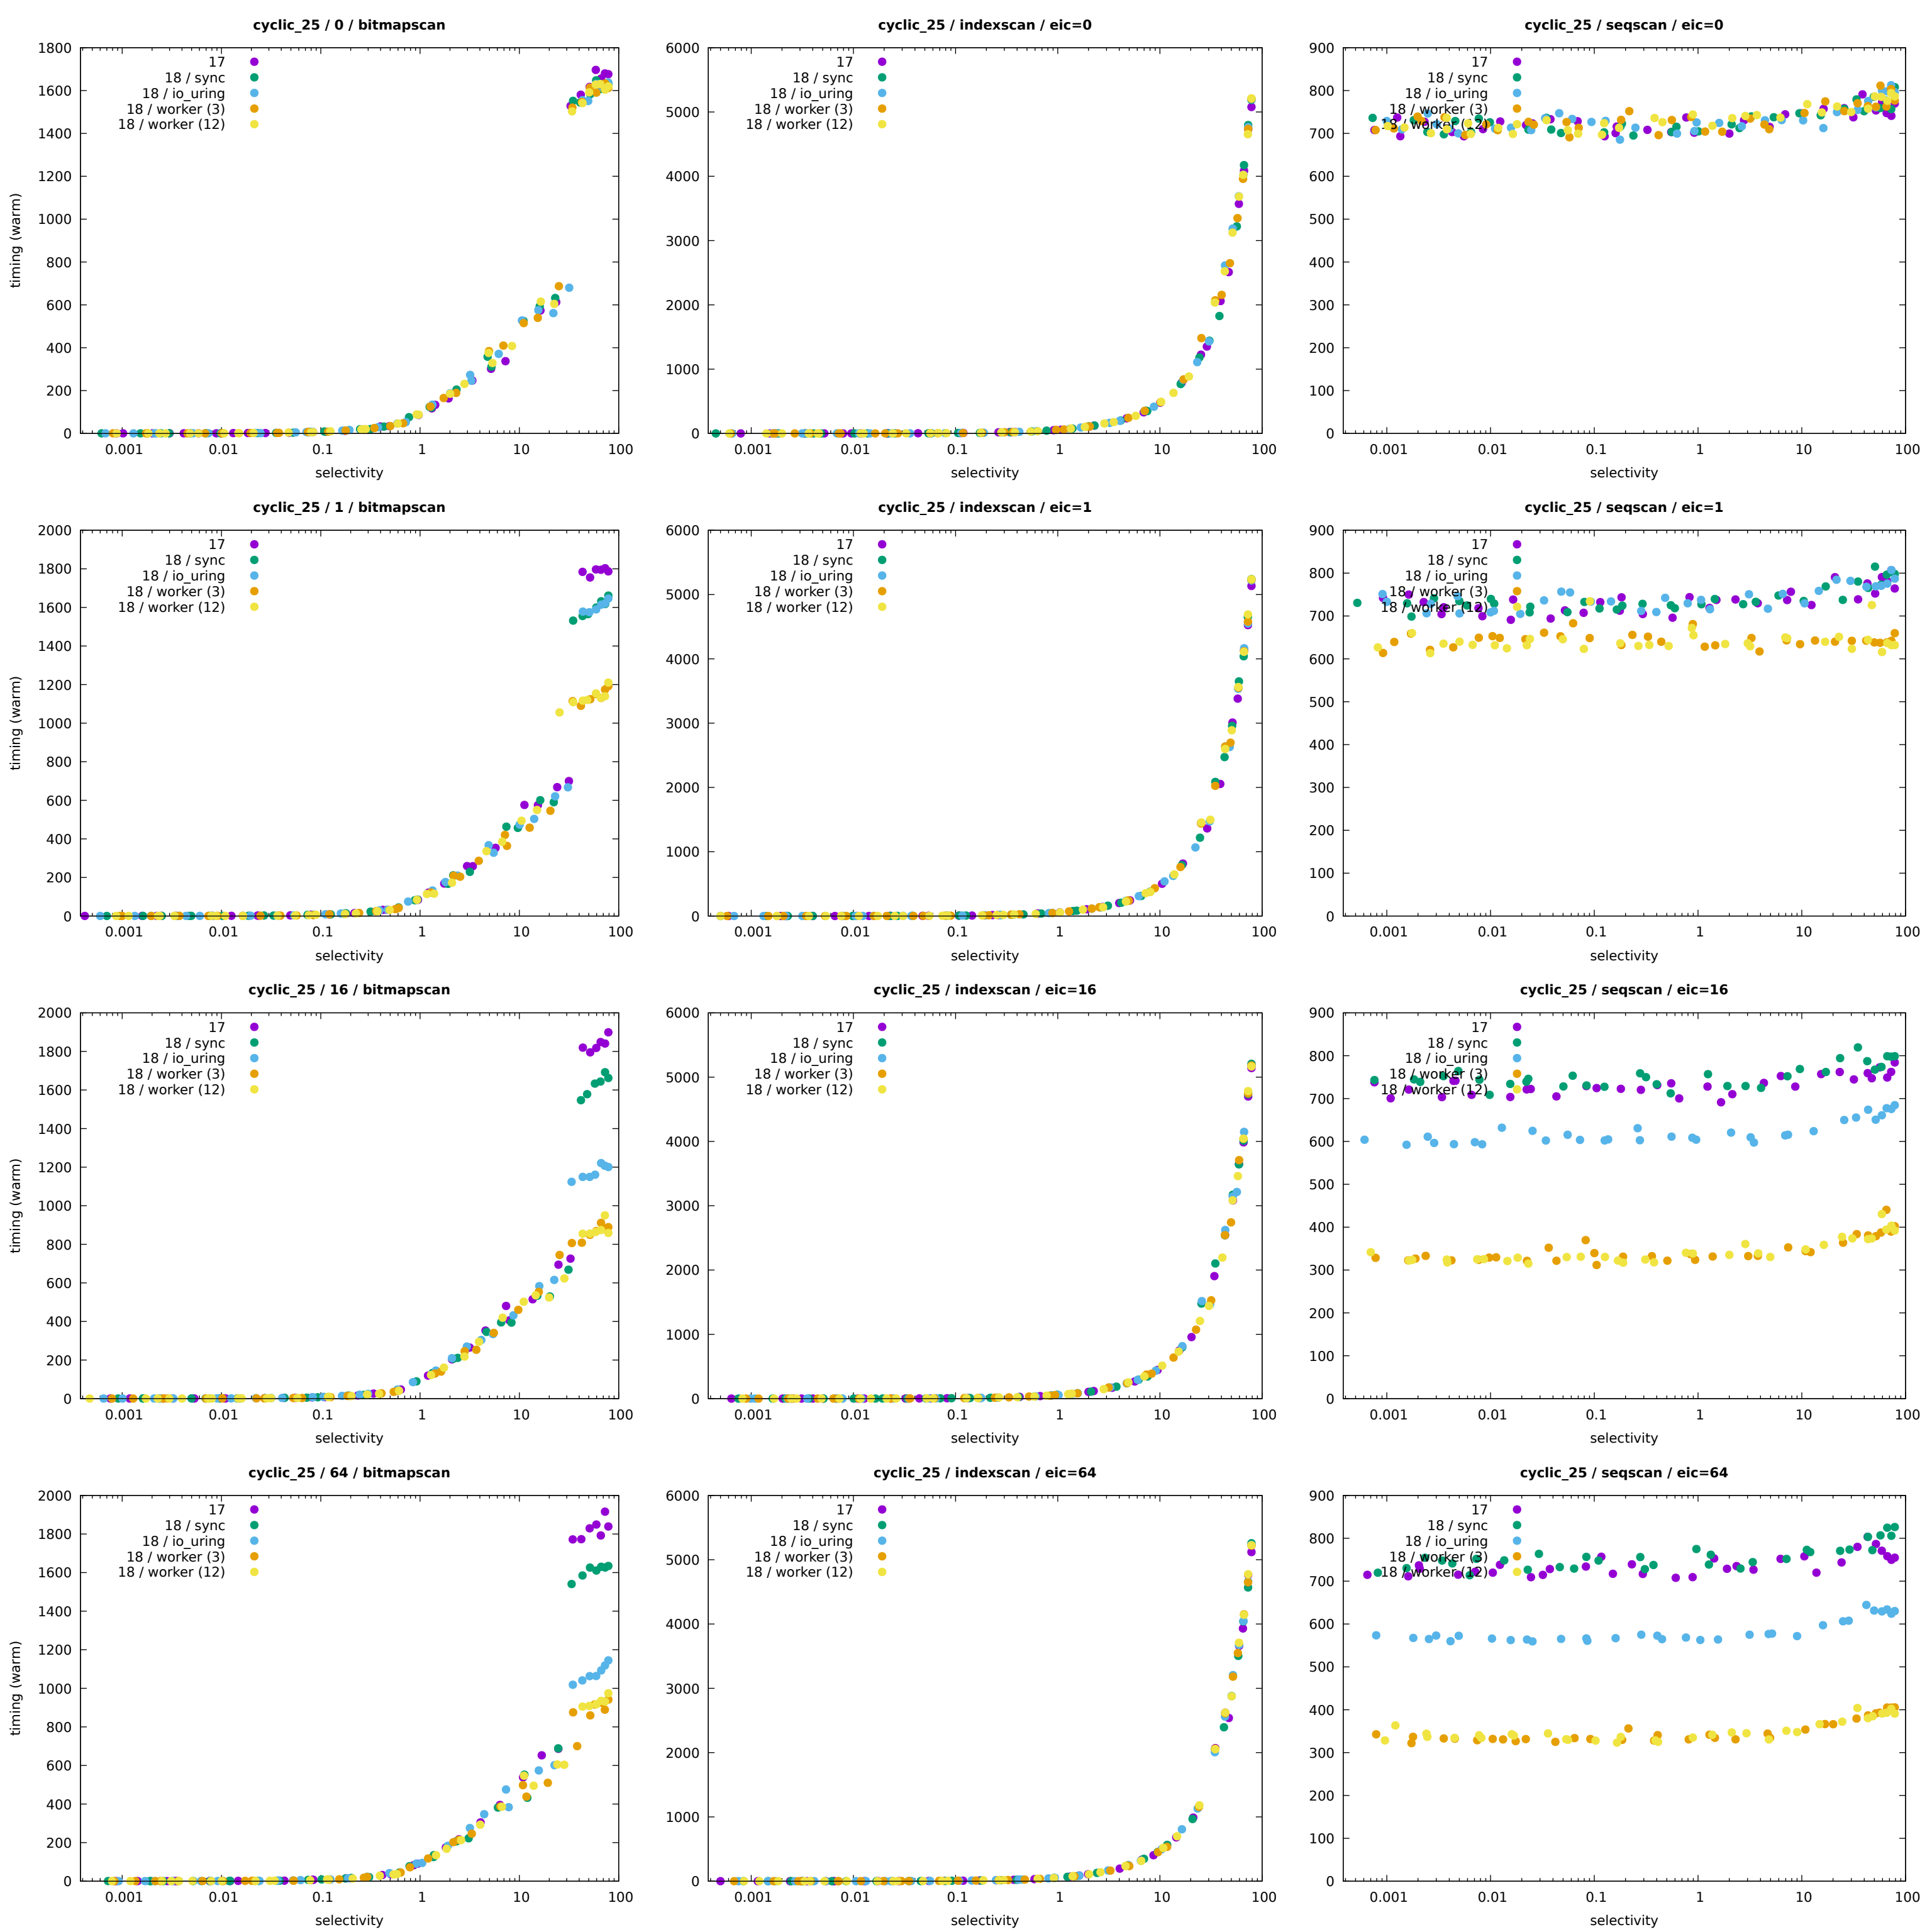 cyclic_25 / 0 / bitmapscan
timing (warm)
1800
1600
1400
1200
1000
800
600
400
200
0
17
18 / sync
18 / io_uring
18 / worker (3)
18 / worker (12)
0.001 0.01 0.1 1 10 100
selectivity
cyclic_25 / indexscan / eic=0
6000
5000
4000
3000
2000
1000
0
17
18 / sync
18 / io_uring
18 / worker (3)
18 / worker (12)
0.001 0.01 0.1 1 10 100
selectivity
cyclic_25 / seqscan / eic=0
900
800
700
600
500
400
300
200
100
0
17
18 / sync
18 / io_uring
18 / worker (3)
18 / worker (12)
0.001 0.01 0.1 1 10 100
selectivity
cyclic_25 / 1 / bitmapscan
timing (warm)
2000
1800
1600
1400
1200
1000
800
600
400
200
0
17
18 / sync
18 / io_uring
18 / worker (3)
18 / worker (12)
0.001 0.01 0.1 1 10 100
selectivity
cyclic_25 / indexscan / eic=1
6000
5000
4000
3000
2000
1000
0
17
18 / sync
18 / io_uring
18 / worker (3)
18 / worker (12)
0.001 0.01 0.1 1 10 100
selectivity
cyclic_25 / seqscan / eic=1
900
800
700
600
500
400
300
200
100
0
17
18 / sync
18 / io_uring
18 / worker (3)
18 / worker (12)
0.001 0.01 0.1 1 10 100
selectivity
cyclic_25 / 16 / bitmapscan
timing (warm)
2000
1800
1600
1400
1200
1000
800
600
400
200
0
17
18 / sync
18 / io_uring
18 / worker (3)
18 / worker (12)
0.001 0.01 0.1 1 10 100
selectivity
cyclic_25 / indexscan / eic=16
6000
5000
4000
3000
2000
1000
0
17
18 / sync
18 / io_uring
18 / worker (3)
18 / worker (12)
0.001 0.01 0.1 1 10 100
selectivity
cyclic_25 / seqscan / eic=16
900
800
700
600
500
400
300
200
100
0
17
18 / sync
18 / io_uring
18 / worker (3)
18 / worker (12)
0.001 0.01 0.1 1 10 100
selectivity
cyclic_25 / 64 / bitmapscan
timing (warm)
2000
1800
1600
1400
1200
1000
800
600
400
200
0
17
18 / sync
18 / io_uring
18 / worker (3)
18 / worker (12)
0.001 0.01 0.1 1 10 100
selectivity
cyclic_25 / indexscan / eic=64
6000
5000
4000
3000
2000
1000
0
17
18 / sync
18 / io_uring
18 / worker (3)
18 / worker (12)
0.001 0.01 0.1 1 10 100
selectivity
cyclic_25 / seqscan / eic=64
900
800
700
600
500
400
300
200
100
0
17
18 / sync
18 / io_uring
18 / worker (3)
18 / worker (12)
0.001 0.01 0.1 1 10 100
selectivity